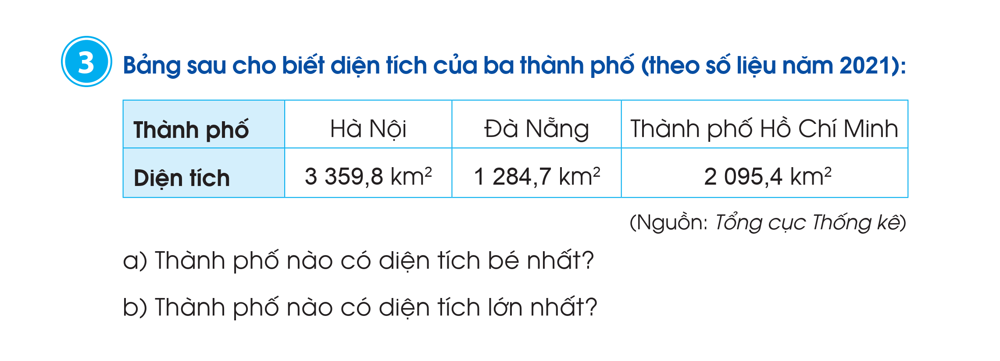 3 Bảng sau cho biết diện tích của ba thành phố (theo số liệu năm 2021):
Thành phố Hà Nội Đà Nẵng Thành phố Hồ Chí Minh
Diện tích 3 359,8 km² 1 284,7 km² 2 095,4 km²
(Nguồn: Tổng cục Thống kê)
a) Thành phố nào có diện tích bé nhất?
b) Thành phố nào có diện tích lớn nhất?